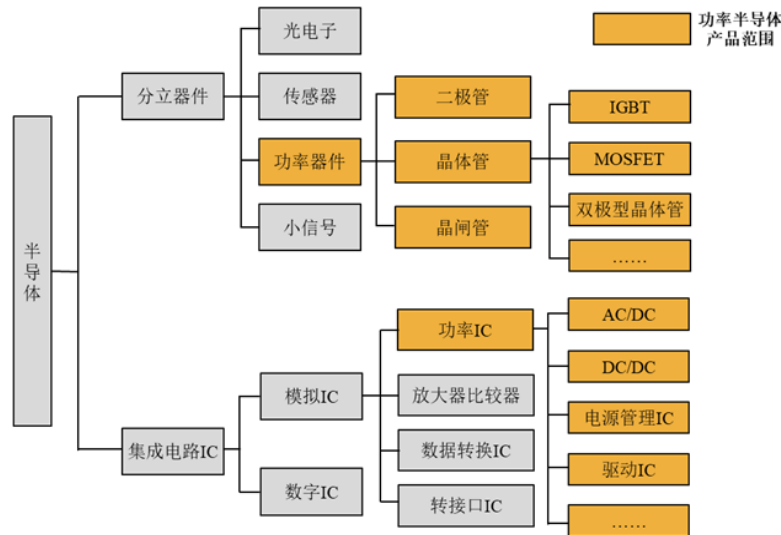 功率半导体
产品范围
光电子
分立器件
传感器
二极管
IGBT
功率器件
晶体管
MOSFET
双极型晶体管
小信号
晶闸管
……
半
导
体
功率IC
AC/DC
模拟IC
放大器比较器
DC/DC
电源管理IC
集成电路IC
数据转换IC
驱动IC
数字IC
转接口IC
……